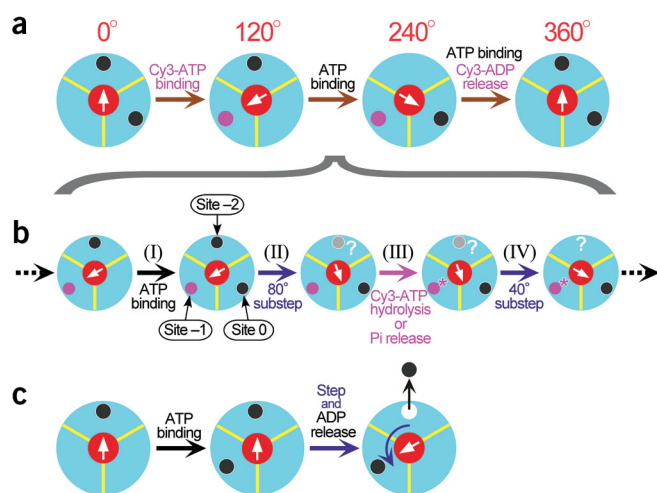 a
0° 120° 240° 360°
Cy3-ATP
binding
ATP
binding
ATP binding
Cy3-ADP
release
b
Site –2
(I) (II) (III) (IV)
? ? ?
* *
ATP
binding
80°
substep
Cy3-ATP
hydrolysis
or
Pi release
40°
substep
Site –1
Site 0
c
ATP
binding
Step
and
ADP
release